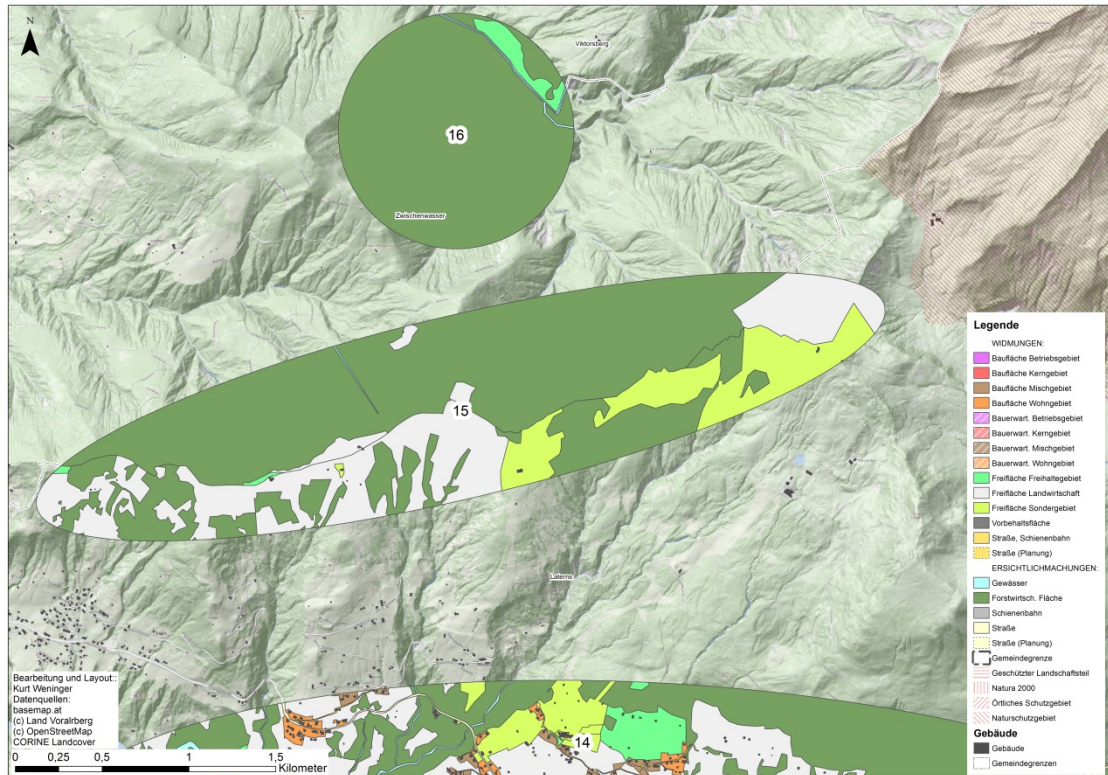 N
Viktorsberg
16
Zwischenwasser
15
Laterns
14
Legende
WIDMUNGEN:
Baufläche Betriebsgebiet
Baufläche Kerngebiet
Baufläche Mischgebiet
Baufläche Wohngebiet
Bauerwart. Betriebsgebiet
Bauerwart. Kerngebiet
Bauerwart. Mischgebiet
Bauerwart. Wohngebiet
Freifläche Freihaltegebiet
Freifläche Landwirtschaft
Freifläche Sondergebiet
Vorbehaltsfläche
Straße, Schienenbahn
Straße (Planung)
ERSICHTLICHMACHUNGEN:
Gewässer
Forstwirtsch. Fläche
Schienenbahn
Straße
Straße (Planung)
Gemeindegrenze
Geschützter Landschaftsteil
Natura 2000
Örtliches Schutzgebiet
Naturschutzgebiet
Gebäude
Gebäude
Gemeindegrenzen
Bearbeitung und Layout::
Kurt Weninger
Datenquellen:
basemap.at
(c) Land Voralrberg
(c) OpenStreetMap
CORINE Landcover
0 0,25 0,5 1 1,5
Kilometer